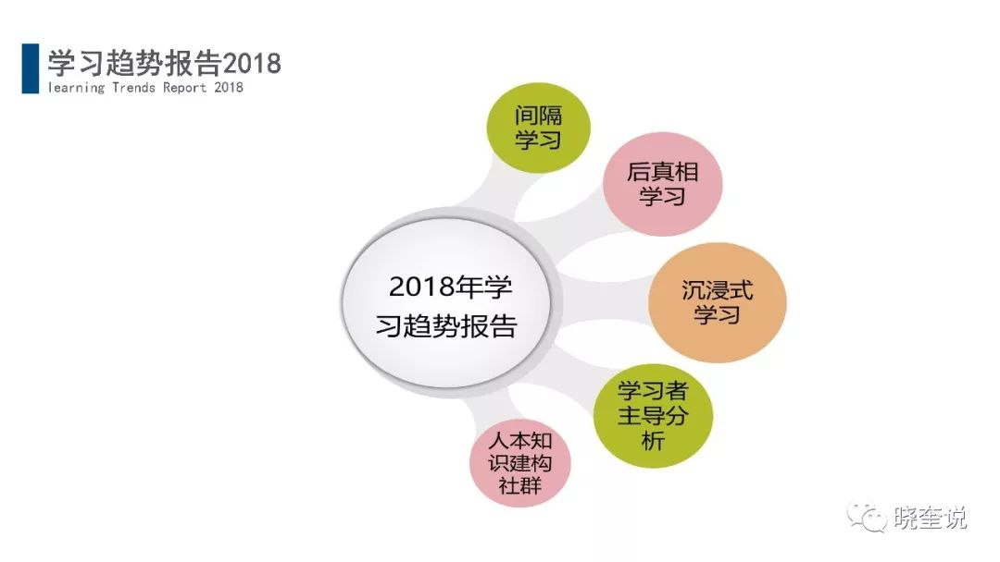 学习趋势报告2018
learning Trends Report 2018
间隔
学习
后真相
学习
沉浸式
学习
2018年学
习趋势报告
学习者
主导分
析
人本知
识建构
社群
晓奎说